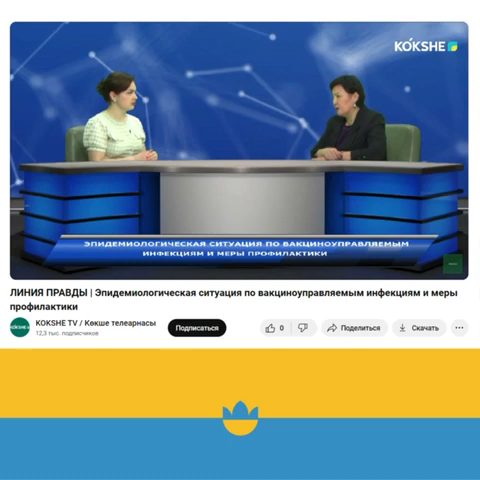 KÓKSHE
ЭПИДЕМИОЛОГИЧЕСКАЯ СИТУАЦИЯ ПО ВАКЦИНОУПРАВЛЯЕМЫМ
ИНФЕКЦИЯМ И МЕРЫ ПРОФИЛАКТИКИ
ЛИНИЯ ПРАВДЫ | Эпидемиологическая ситуация по вакциноуправляемым инфекциям и меры
профилактики
KOKSHE TV / Көкше телеарнасы
12,3 тыс. подписчиков
Подписаться
0
Поделиться
Скачать